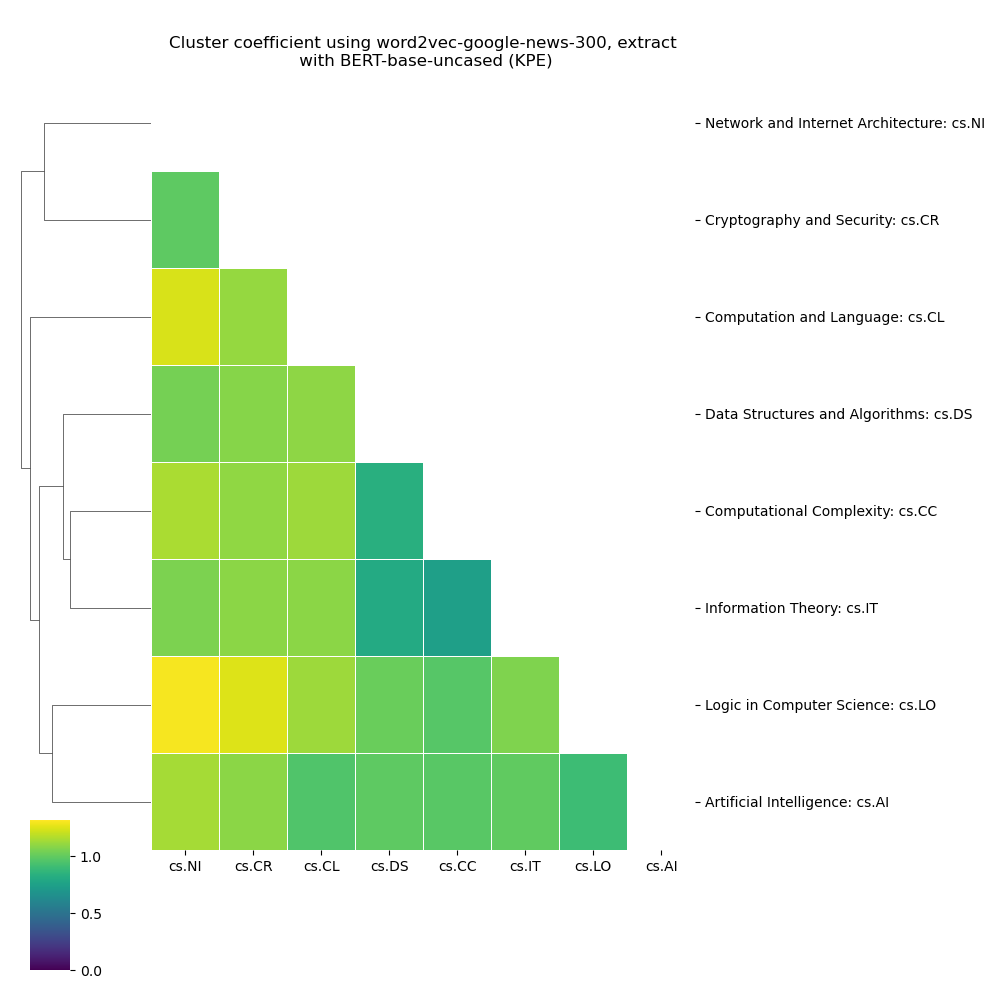 Cluster coefficient using word2vec-google-news-300, extract
with BERT-base-uncased (KPE)
Network and Internet Architecture: cs.NI
Cryptography and Security: cs.CR
Computation and Language: cs.CL
Data Structures and Algorithms: cs.DS
Computational Complexity: cs.CC
Information Theory: cs.IT
Logic in Computer Science: cs.LO
Artificial Intelligence: cs.AI
cs.NI cs.CR cs.CL cs.DS cs.CC cs.IT cs.LO cs.AI
1.0
0.5
0.0